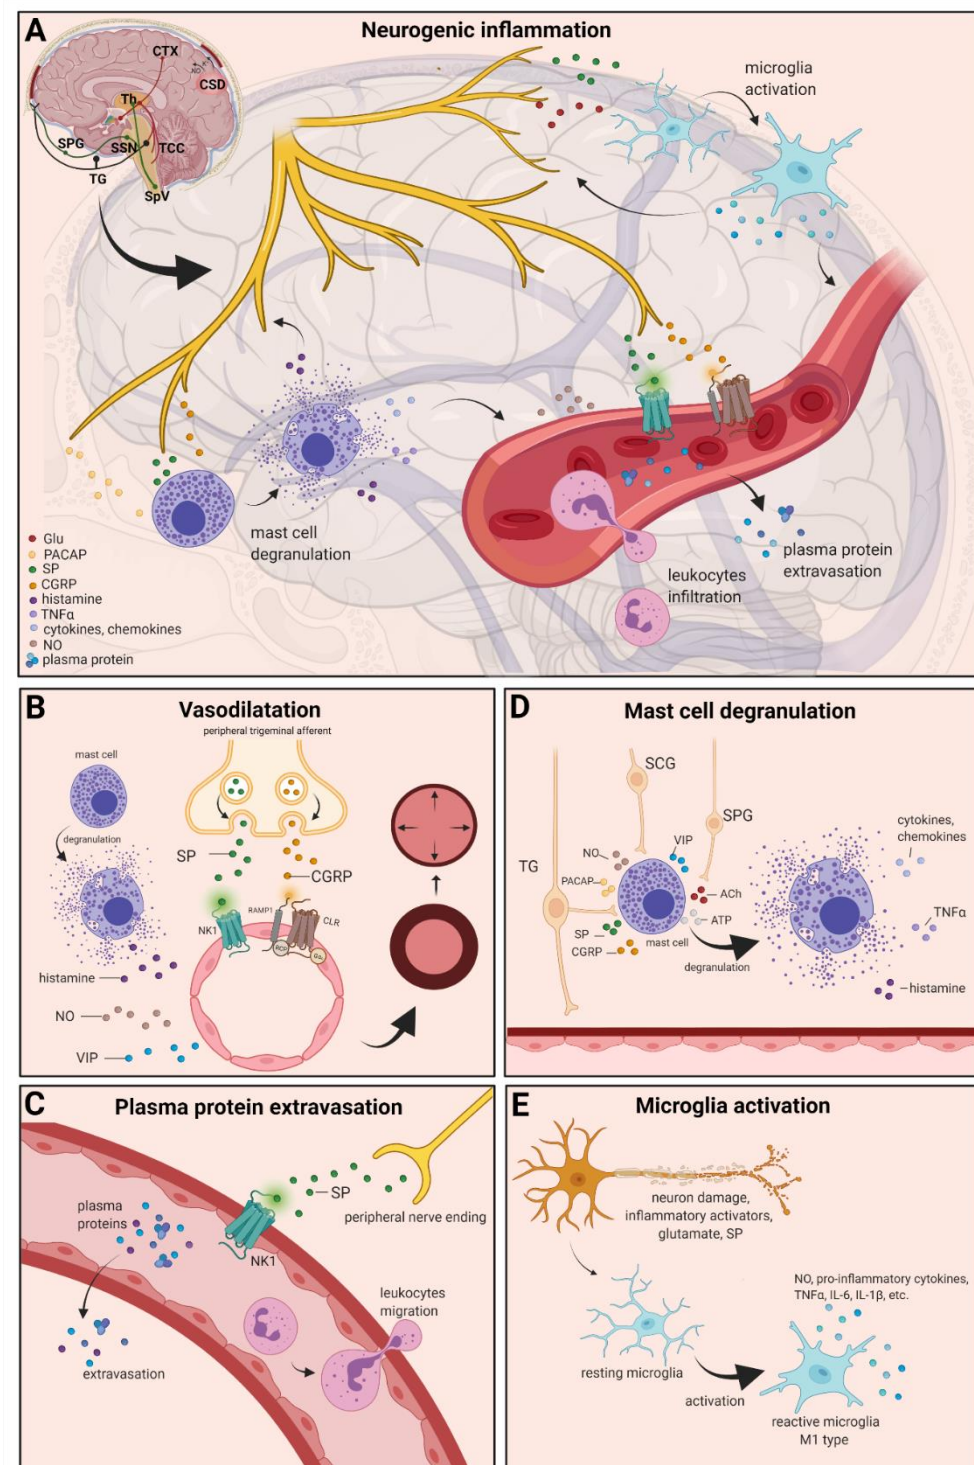 A
Neurogenic inflammation
CTX
NO
K+
CSD
Th
SPG
SSN
TCC
TG
SpV
microglia
activation
mast cell
degranulation
leukocytes
infiltration
plasma protein
extravasation
Glu
PACAP
SP
CGRP
histamine
TNFα
cytokines, chemokines
NO
plasma protein
B
Vasodilatation
peripheral trigeminal afferent
mast cell
degranulation
SP
CGRP
NK1
RAMP1
CLR
RCP
Gαs
histamine
NO
VIP
D
Mast cell degranulation
SCG
SPG
TG
NO
VIP
PACAP
ACh
ATP
SP
CGRP
mast cell
degranulation
cytokines,
chemokines
TNFα
histamine
C
Plasma protein extravasation
SP
peripheral nerve ending
plasma
proteins
NK1
leukocytes
migration
extravasation
E
Microglia activation
neuron damage,
inflammatory activators,
glutamate, SP
NO, pro-inflammatory cytokines,
TNFα, IL-6, IL-1β, etc.
resting microglia
activation
reactive microglia
M1 type